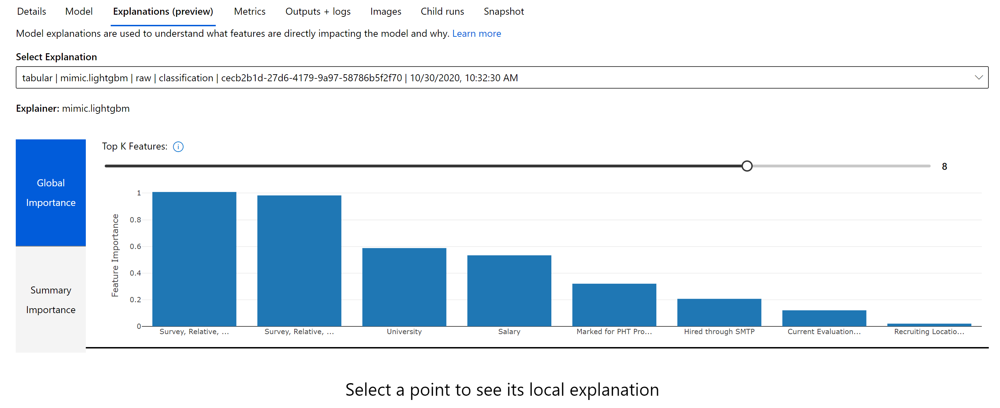 Details Model Explanations (preview) Metrics Outputs + logs Images Child runs Snapshot
Model explanations are used to understand what features are directly impacting the model and why. Learn more
Select Explanation
tabular | mimic.lightgbm | raw | classification | cecb2b1d-27d6-4179-9a97-58786b5f2f70 | 10/30/2020, 10:32:30 AM
Explainer: mimic.lightgbm
Global
Importance
Summary
Importance
Top K Features: i
8
Feature Importance
1
0.8
0.6
0.4
0.2
0
Survey, Relative, ... Survey, Relative, ... University Salary Marked for PHT Pro... Hired through SMTP Current Evaluation... Recruiting Locatio...
Select a point to see its local explanation